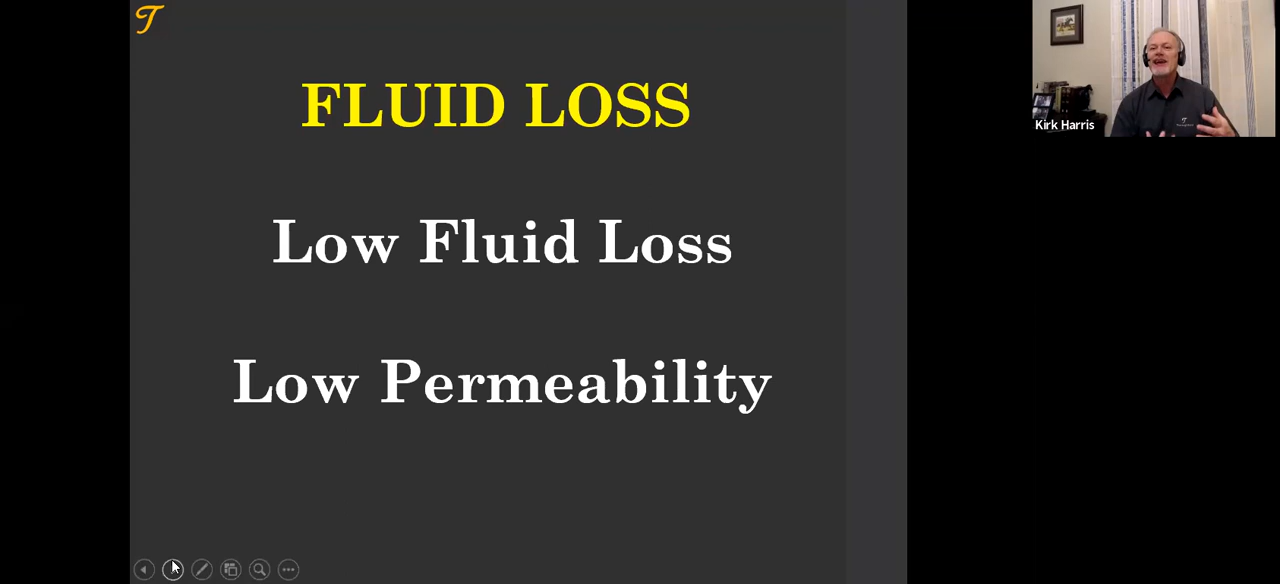 T
FLUID LOSS
Low Fluid Loss
Low Permeability
Kirk Harris